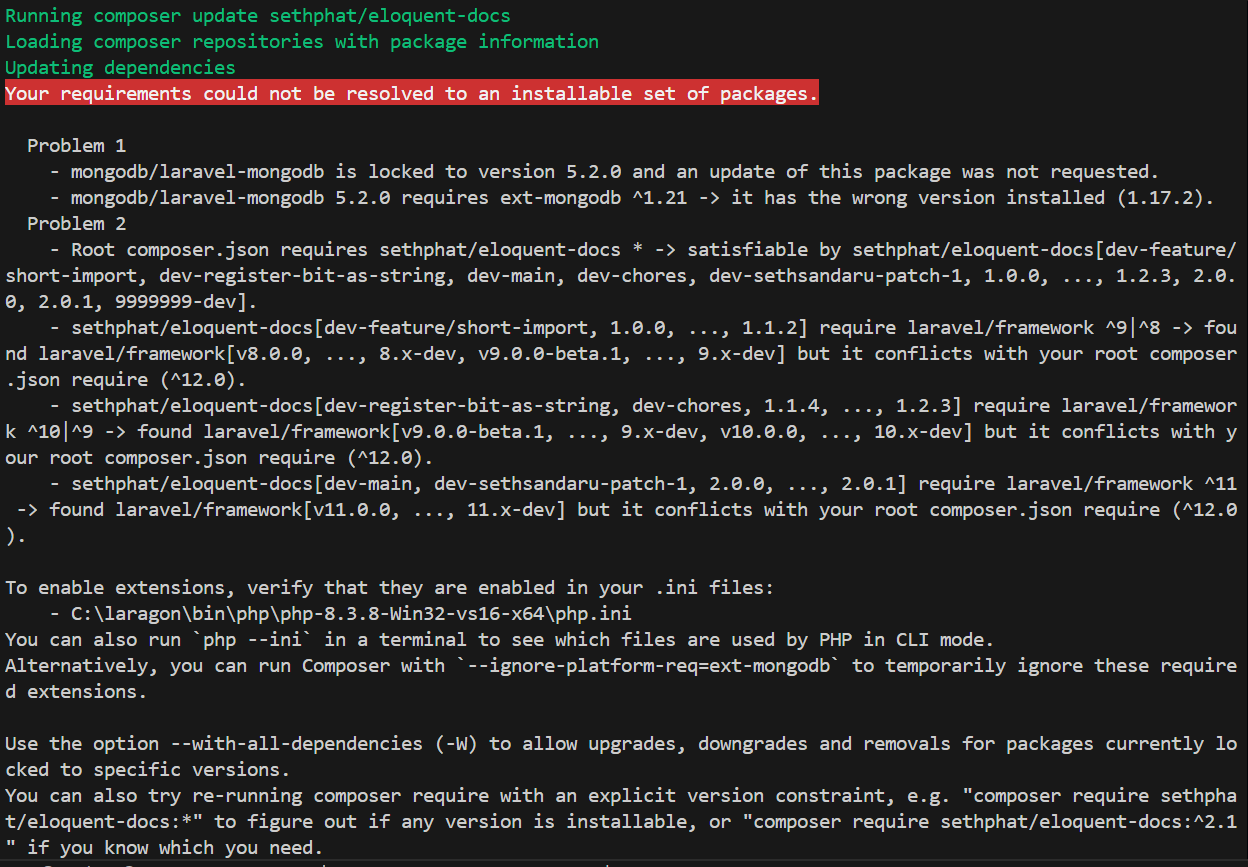 Running composer update sethphat/eloquent-docs
Loading composer repositories with package information
Updating dependencies
Your requirements could not be resolved to an installable set of packages.
  Problem 1
    - mongodb/laravel-mongodb is locked to version 5.2.0 and an update of this package was not requested.
    - mongodb/laravel-mongodb 5.2.0 requires ext-mongodb ^1.21 -> it has the wrong version installed (1.17.2).
  Problem 2
    - Root composer.json requires sethphat/eloquent-docs * -> satisfiable by sethphat/eloquent-docs[dev-feature/
short-import, dev-register-bit-as-string, dev-main, dev-chores, dev-sethsandaru-patch-1, 1.0.0, ..., 1.2.3, 2.0.
0, 2.0.1, 9999999-dev].
    - sethphat/eloquent-docs[dev-feature/short-import, 1.0.0, ..., 1.1.2] require laravel/framework ^9|^8 -> fou
nd laravel/framework[v8.0.0, ..., 8.x-dev, v9.0.0-beta.1, ..., 9.x-dev] but it conflicts with your root composer
.json require (^12.0).
    - sethphat/eloquent-docs[dev-register-bit-as-string, dev-chores, 1.1.4, ..., 1.2.3] require laravel/framewor
k ^10|^9 -> found laravel/framework[v9.0.0-beta.1, ..., 9.x-dev, v10.0.0, ..., 10.x-dev] but it conflicts with y
our root composer.json require (^12.0).
    - sethphat/eloquent-docs[dev-main, dev-sethsandaru-patch-1, 2.0.0, ..., 2.0.1] require laravel/framework ^11
 -> found laravel/framework[v11.0.0, ..., 11.x-dev] but it conflicts with your root composer.json require (^12.0
).
To enable extensions, verify that they are enabled in your .ini files:
    - C:\laragon\bin\php\php-8.3.8-Win32-vs16-x64\php.ini
You can also run `php --ini` in a terminal to see which files are used by PHP in CLI mode.
Alternatively, you can run Composer with `--ignore-platform-req=ext-mongodb` to temporarily ignore these require
d extensions.
Use the option --with-all-dependencies (-W) to allow upgrades, downgrades and removals for packages currently lo
cked to specific versions.
You can also try re-running composer require with an explicit version constraint, e.g. "composer require sethpha
t/eloquent-docs:*" to figure out if any version is installable, or "composer require sethphat/eloquent-docs:^2.1
" if you know which you need.